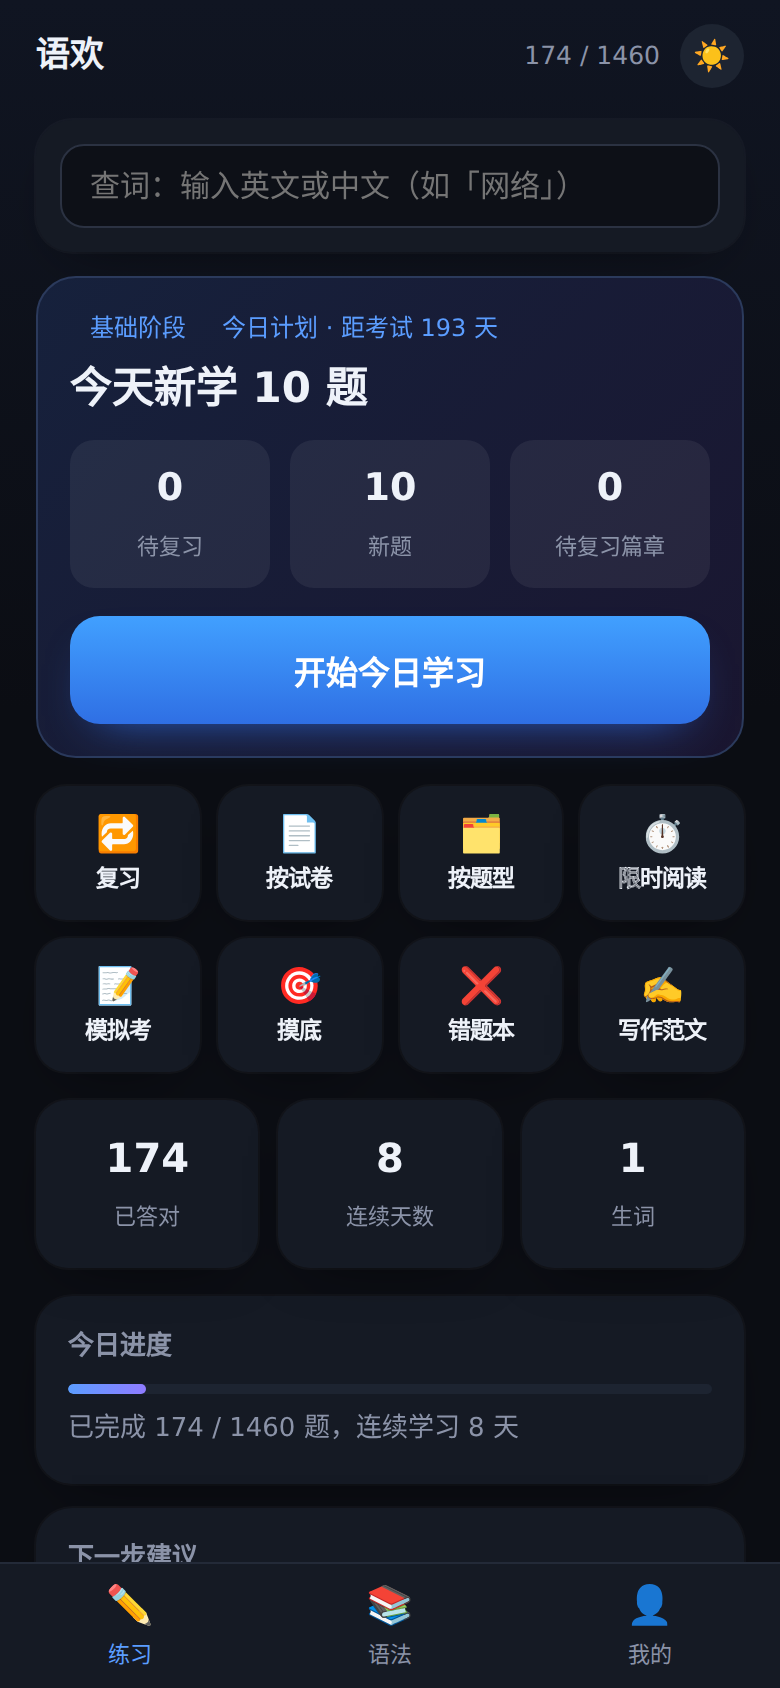 语欢
174 / 1460
查词：输入英文或中文（如「网络」）
基础阶段 今日计划 · 距考试 193 天
今天新学 10 题
0 10 0
待复习 新题 待复习篇章
开始今日学习
复习 按试卷 按题型 限时阅读
模拟考 摸底 错题本 写作范文
174 8 1
已答对 连续天数 生词
今日进度
已完成 174 / 1460 题，连续学习 8 天
下一步建议
练习 语法 我的